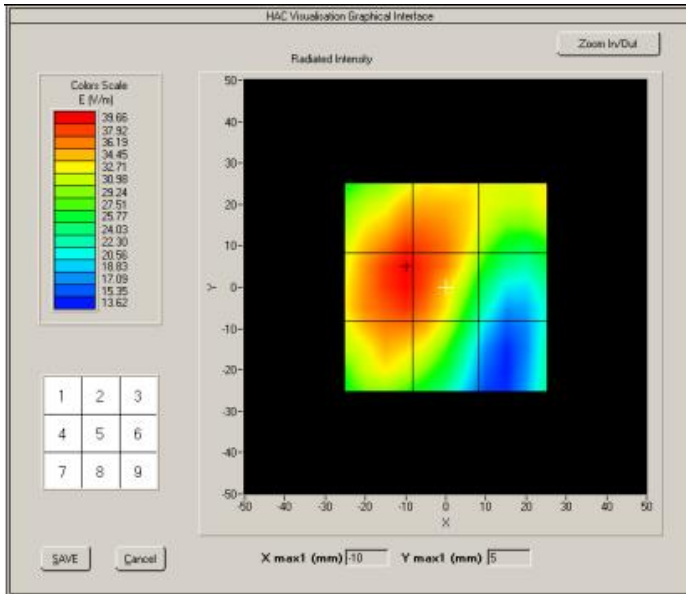 HAC Visualisation Graphical Interface
Zoom In/Out
Radiated Intensity
Colors Scale
E (V/m)
39.66
37.92
36.19
34.45
32.71
30.98
29.24
27.51
25.77
24.03
22.30
20.56
18.83
17.09
15.35
13.62
50
40
30
20
10
0
-10
-20
-30
-40
-50
Y
-50 -40 -30 -20 -10 0 10 20 30 40 50
X
1 2 3
4 5 6
7 8 9
SAVE Cancel
X max1 (mm) -10 Y max1 (mm) 5